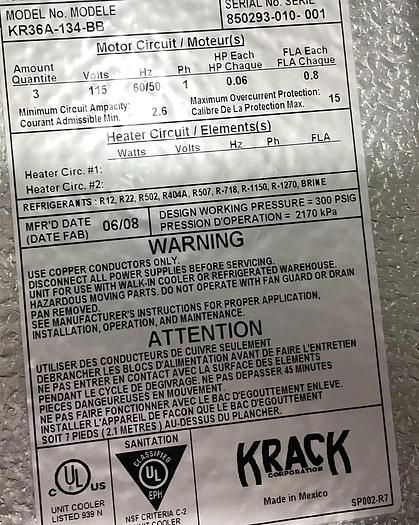 MODEL No. MODELE
KR36A-134-BB
SERIAL No. SERIE
850293-010- 001
Motor Circuit / Moteur(s)
Amount
Quantite
Volts
Hz
Ph
HP Each
HP Chaque
FLA Each
FLA Chaque
3
115
60/50
1
0.06
0.8
Minimum Circuit Ampacity:
Courant Admissible Min.
2.6
Maximum Overcurrent Protection:
Calibre De La Protection Max.
15
Heater Circuit / Elements(s)
Watts
Volts
Hz
Ph
FLA
Heater Circ. #1:
Heater Circ. #2:
REFRIGERANTS : R12, R22, R502, R404A, R507, R-718, R-1150, R-1270, BRINE
MFR'D DATE
(DATE FAB)
06/08
DESIGN WORKING PRESSURE = 300 PSIG
PRESSION D'OPERATION = 2170 kPa
WARNING
USE COPPER CONDUCTORS ONLY.
DISCONNECT ALL POWER SUPPLIES BEFORE SERVICING.
UNIT FOR USE WITH WALK-IN COOLER OR REFRIGERATED WAREHOUSE.
HAZARDOUS MOVING PARTS. DO NOT OPERATE WITH FAN GUARD OR DRAIN
PAN REMOVED.
SEE MANUFACTURER'S INSTRUCTIONS FOR PROPER APPLICATION,
INSTALLATION, OPERATION, AND MAINTENANCE.
ATTENTION
UTILISER DES CONDUCTEURS DE CUIVRE SEULEMENT
DEBRANCHER LES BLOCS D'ALIMENTATION AVANT DE FAIRE L'ENTRETIEN
NE PAS ENTRER EN CONTACT AVEC LA SURFACE DES ELEMENTS
PENDANT LE CYCLE DE DEGIVRAGE. NE PAS DEPASSER 45 MINUTES
PIECES DANGEREUSES EN MOUVEMENT.
NE PAS FAIRE FONCTIONNER AVEC LE BAC D'EGOUTTEMENT ENLEVE.
INSTALLER L'APPAREIL DE FACON QUE LE BAC D'EGOUTTEMENT
SOIT 7 PIEDS ( 2.1 METRES ) AU-DESSUS DU PLANCHER.
C UL US
UNIT COOLER
LISTED 939 N
SANITATION
CLASSIFIED
UL
EPH
NSF CRITERIA C-2
UNIT COOLER
KRACK
CORPORATION
Made in Mexico
SP002-R7